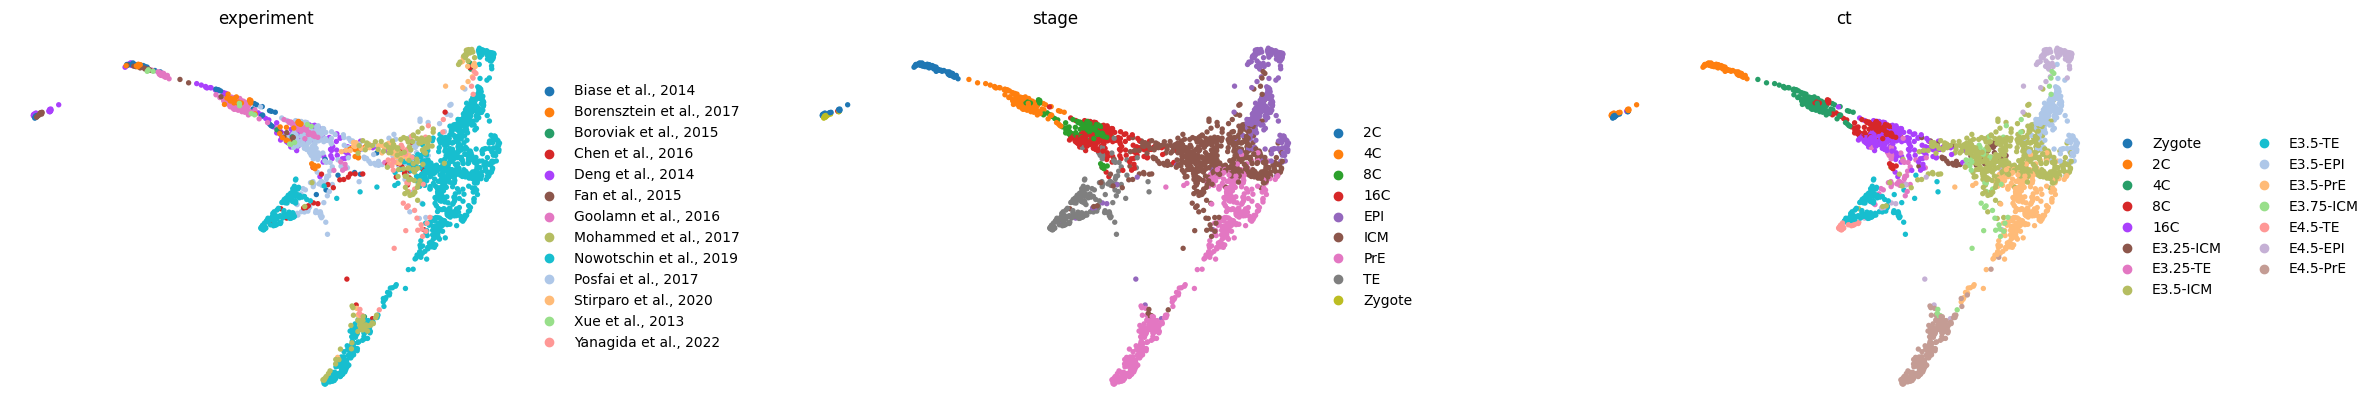 experiment
Biase et al., 2014
Borensztein et al., 2017
Boroviak et al., 2015
Chen et al., 2016
Deng et al., 2014
Fan et al., 2015
Goolamn et al., 2016
Mohammed et al., 2017
Nowotschin et al., 2019
Posfai et al., 2017
Stirparo et al., 2020
Xue et al., 2013
Yanagida et al., 2022
stage
2C
4C
8C
16C
EPI
ICM
PrE
TE
Zygote
ct
Zygote
2C
4C
8C
16C
E3.25-ICM
E3.25-TE
E3.5-ICM
E3.5-TE
E3.5-EPI
E3.5-PrE
E3.75-ICM
E4.5-TE
E4.5-EPI
E4.5-PrE